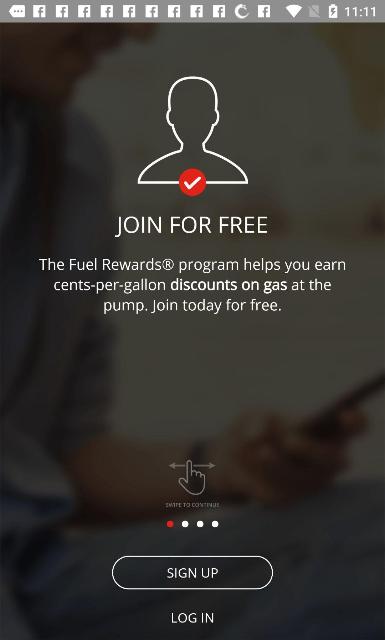 11:11
JOIN FOR FREE
The Fuel Rewards® program helps you earn
cents-per-gallon discounts on gas at the
pump. Join today for free.
SWIPE TO CONTINUE
SIGN UP
LOG IN